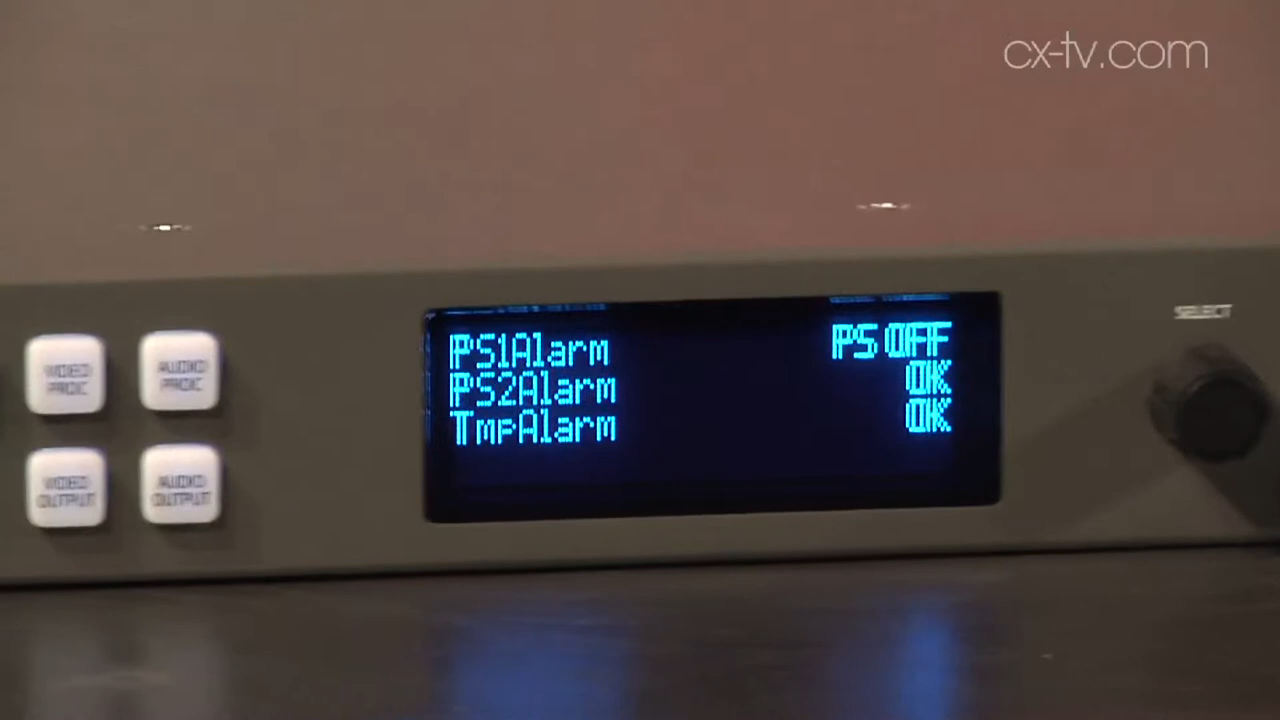 cx-tv.com
SELECT
PS1Alarm PS OFF
PS2Alarm OK
TmpAlarm OK
VIDEO
PROC
AUDIO
PROC
VIDEO
OUTPUT
AUDIO
OUTPUT